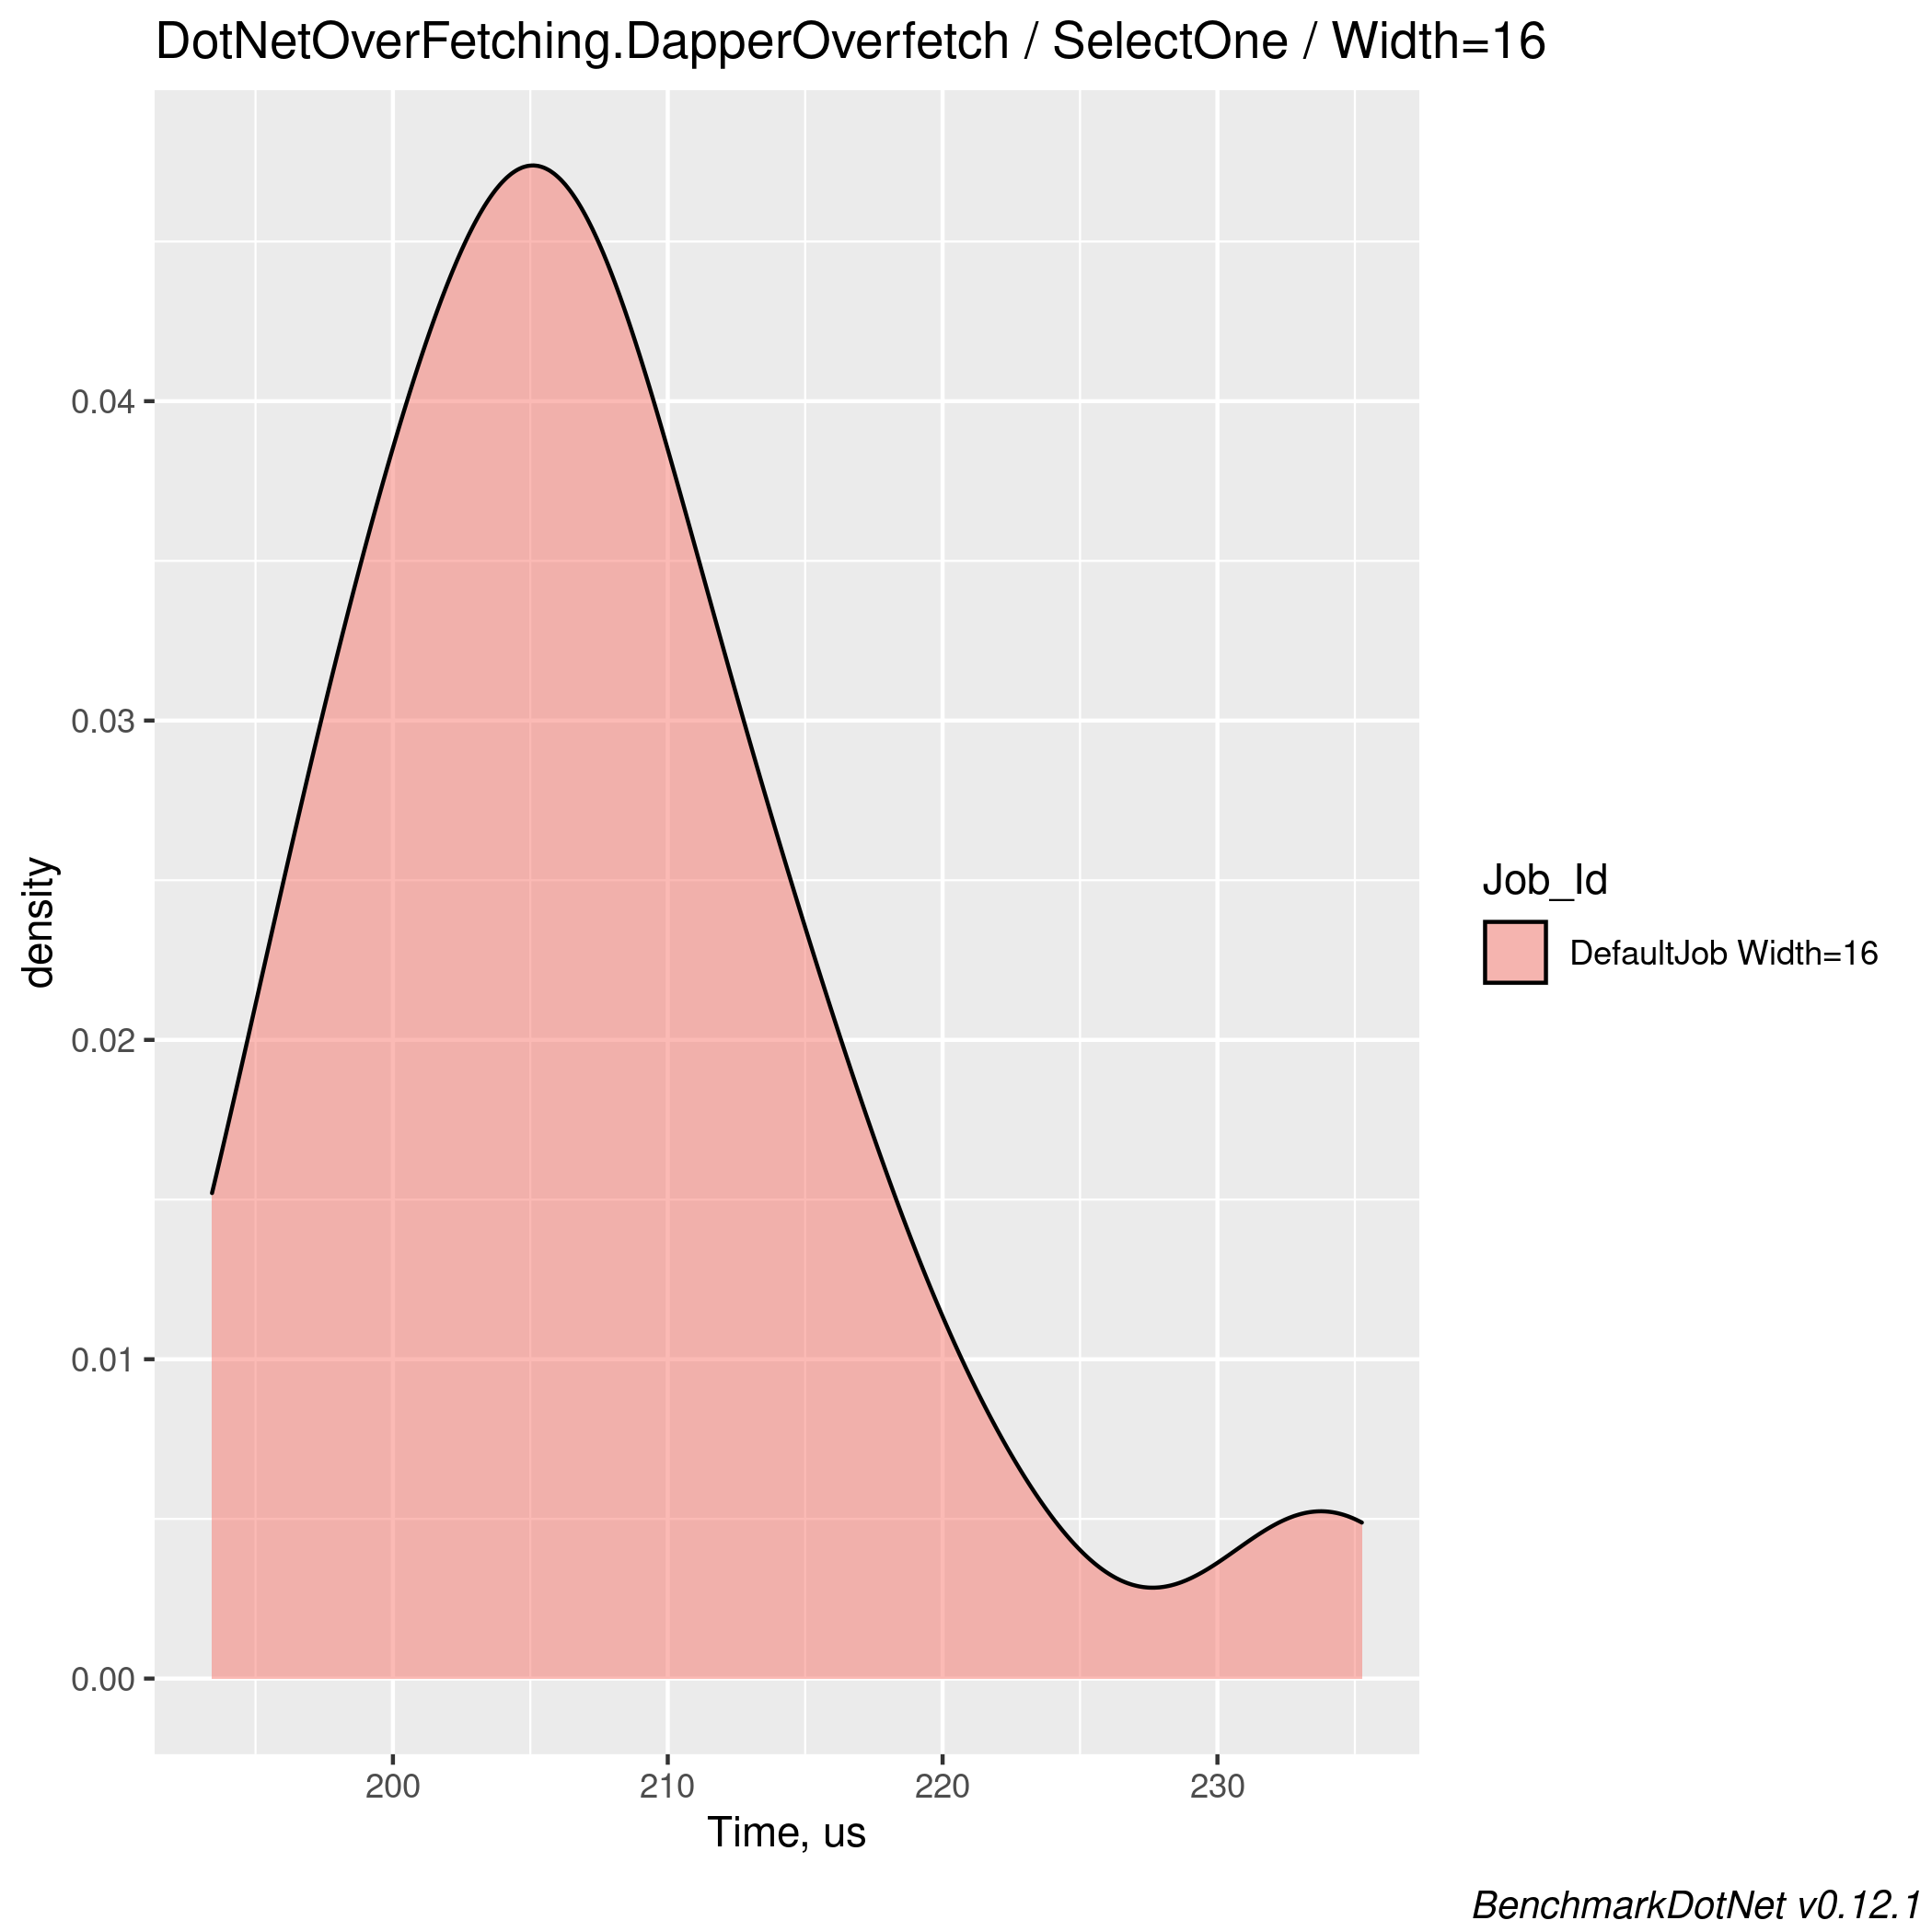 DotNetOverFetching.DapperOverfetch / SelectOne / Width=16
density
0.04
0.03
0.02
0.01
0.00
200 210 220 230
Time, us
Job_Id
DefaultJob Width=16
BenchmarkDotNet v0.12.1